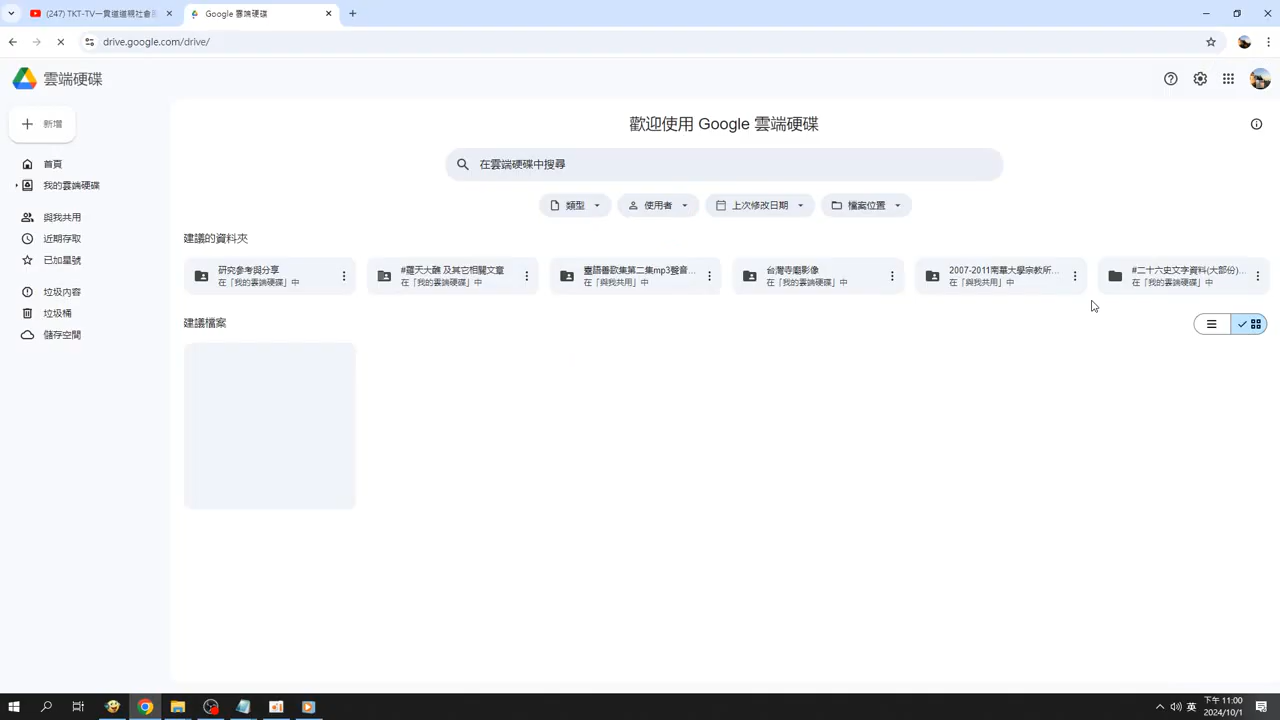 (247) TKT-TV一貫道道親社會
Google 雲端硬碟
drive.google.com/drive/
雲端硬碟
新增
歡迎使用 Google 雲端硬碟
首頁
在雲端硬碟中搜尋
我的雲端硬碟
類型
使用者
上次修改日期
檔案位置
與我共用
近期存取
建議的資料夾
已加星號
研究參考與分享
在「我的雲端硬碟」中
#羅天大醮 及其它相關文章
在「我的雲端硬碟」中
臺語善歌集第二集mp3聲音...
在「與我共用」中
台灣寺廟影像
在「我的雲端硬碟」中
2007-2011南華大學宗教所...
在「與我共用」中
#二十六史文字資料(大部份)...
在「我的雲端硬碟」中
垃圾內容
垃圾桶
建議檔案
儲存空間
英
下午 11:00
2024/10/1